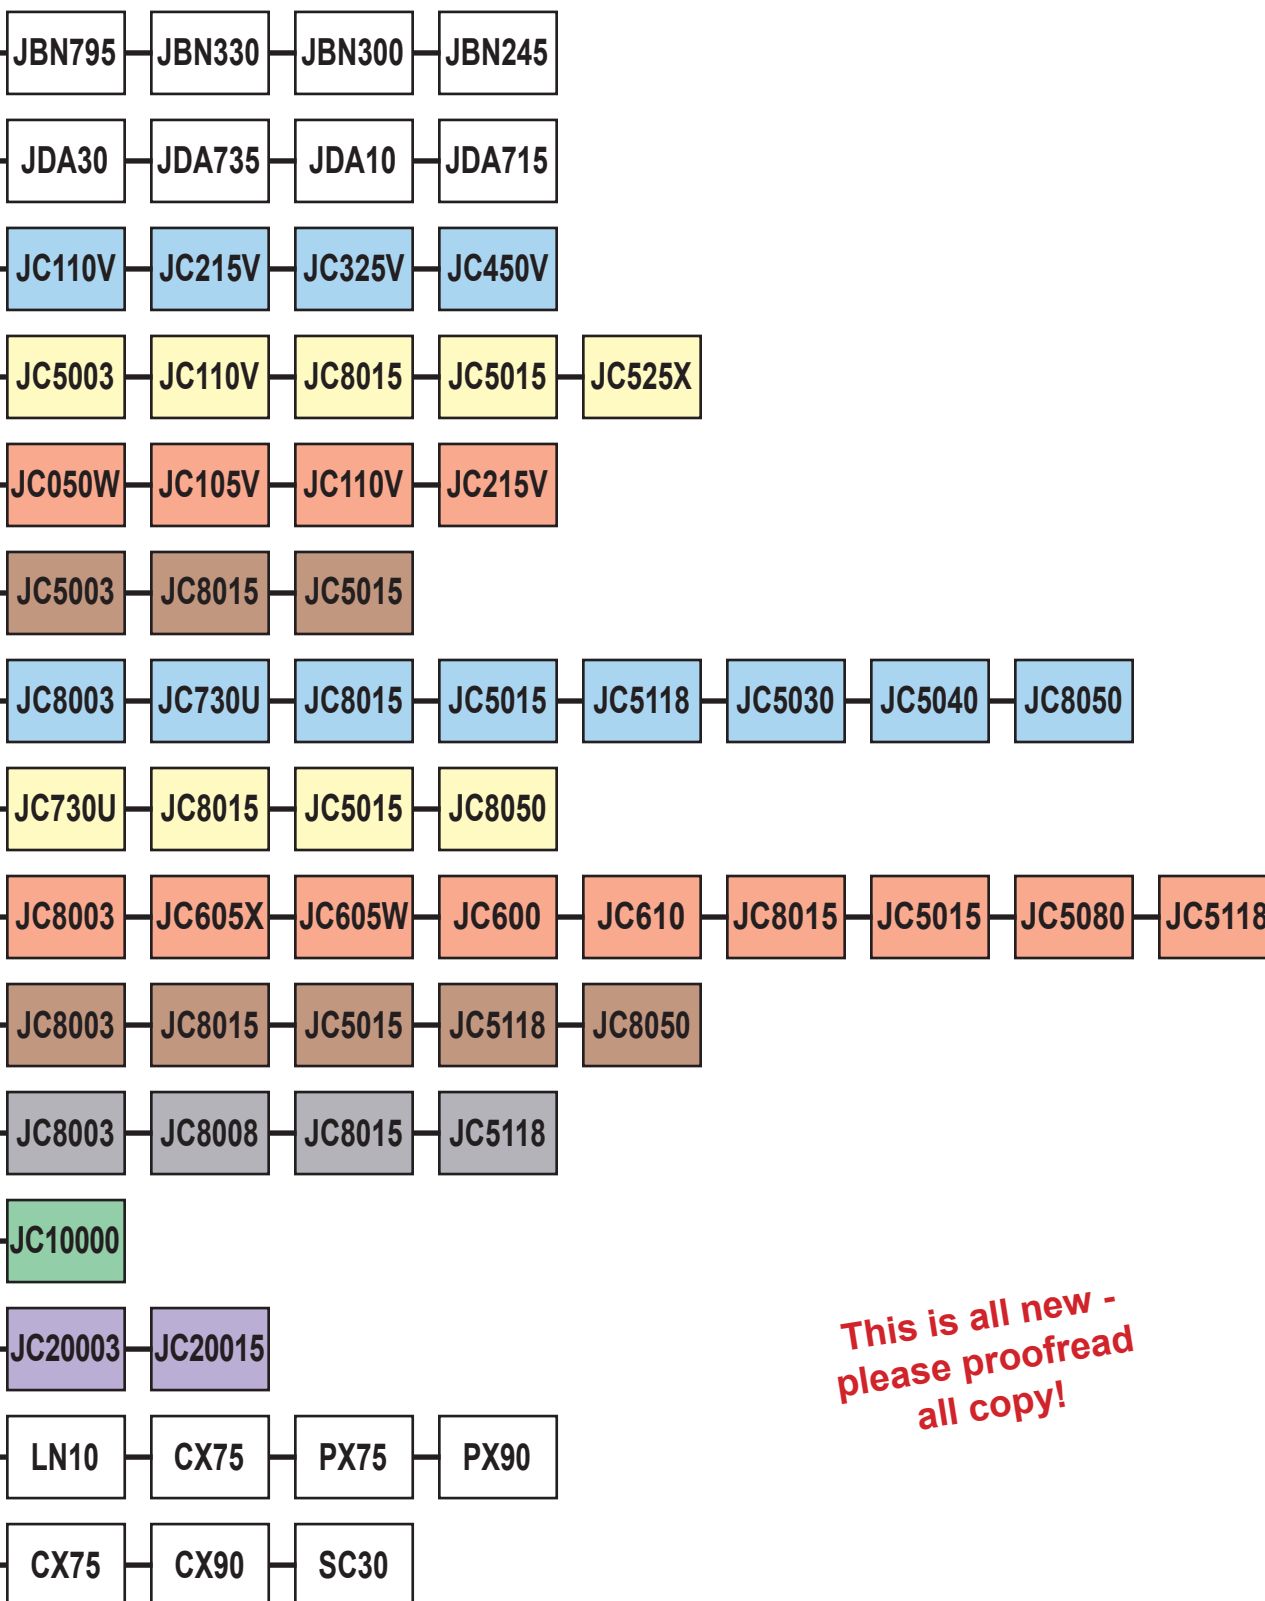 JBN795 JBN330 JBN300 JBN245
JDA30 JDA735 JDA10 JDA715
JC110V JC215V JC325V JC450V
JC5003 JC110V JC8015 JC5015 JC525X
JC050W JC105V JC110V JC215V
JC5003 JC8015 JC5015
JC8003 JC730U JC8015 JC5015 JC5118 JC5030 JC5040 JC8050
JC730U JC8015 JC5015 JC8050
JC8003 JC605X JC605W JC600 JC610 JC8015 JC5015 JC5080 JC5118
JC8003 JC8015 JC5015 JC5118 JC8050
JC8003 JC8008 JC8015 JC5118
JC10000
JC20003 JC20015
This is all new -
please proofread
all copy!
LN10 CX75 PX75 PX90
CX75 CX90 SC30